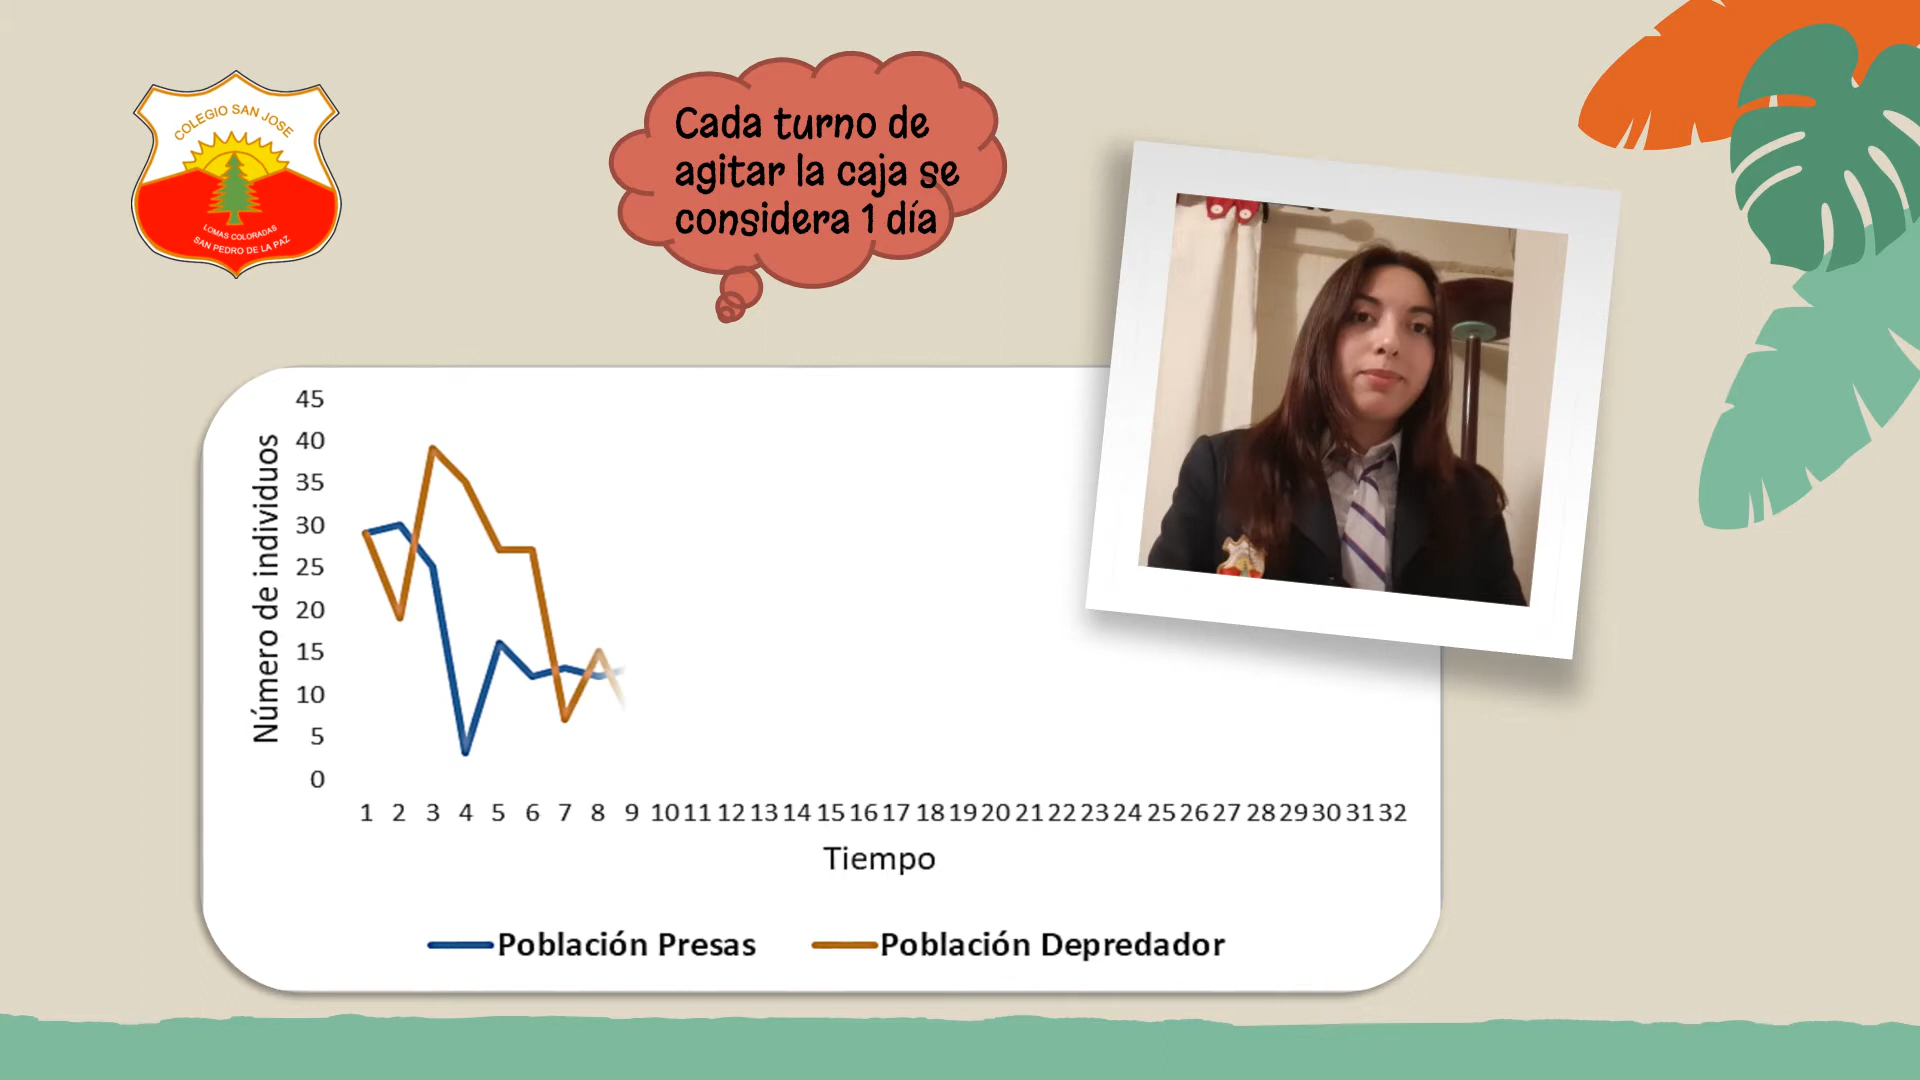 COLEGIO SAN JOSE
LOMAS COLORADAS
SAN PEDRO DE LA PAZ
Cada turno de
agitar la caja se
considera 1 día
Número de individuos
45
40
35
30
25
20
15
10
5
0
1 2 3 4 5 6 7 8 9 10 11 12 13 14 15 16 17 18 19 20 21 22 23 24 25 26 27 28 29 30 31 32
Tiempo
Población Presas Población Depredador